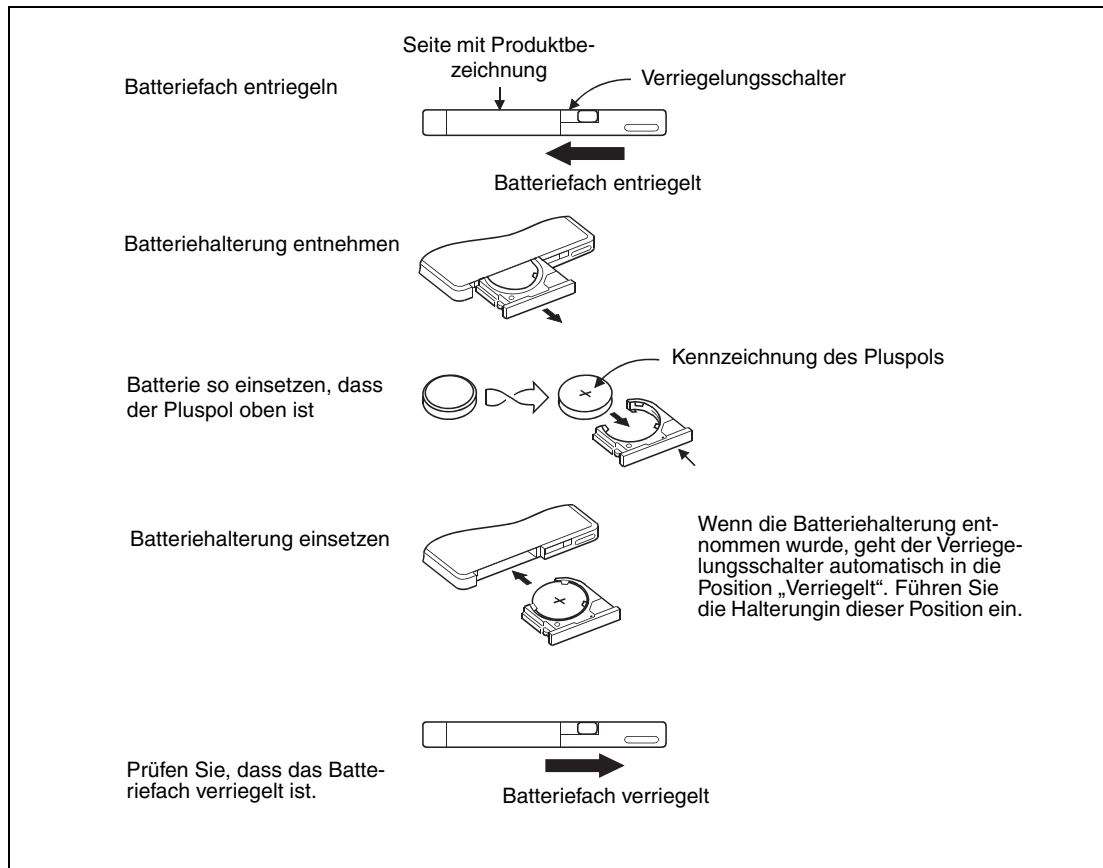 Seite mit Produktbe-
zeichnung
Batteriefach entriegeln
Verriegelungsschalter
Batteriefach entriegelt
Batteriehalterung entnehmen
Kennzeichnung des Pluspols
Batterie so einsetzen, dass
der Pluspol oben ist
+
Batteriehalterung einsetzen
Wenn die Batteriehalterung ent-
nommen wurde, geht der Verriege-
lungsschalter automatisch in die
Position „Verriegelt“. Führen Sie
die Halterungin dieser Position ein.
+
Prüfen Sie, dass das Batte-
riefach verriegelt ist.
Batteriefach verriegelt